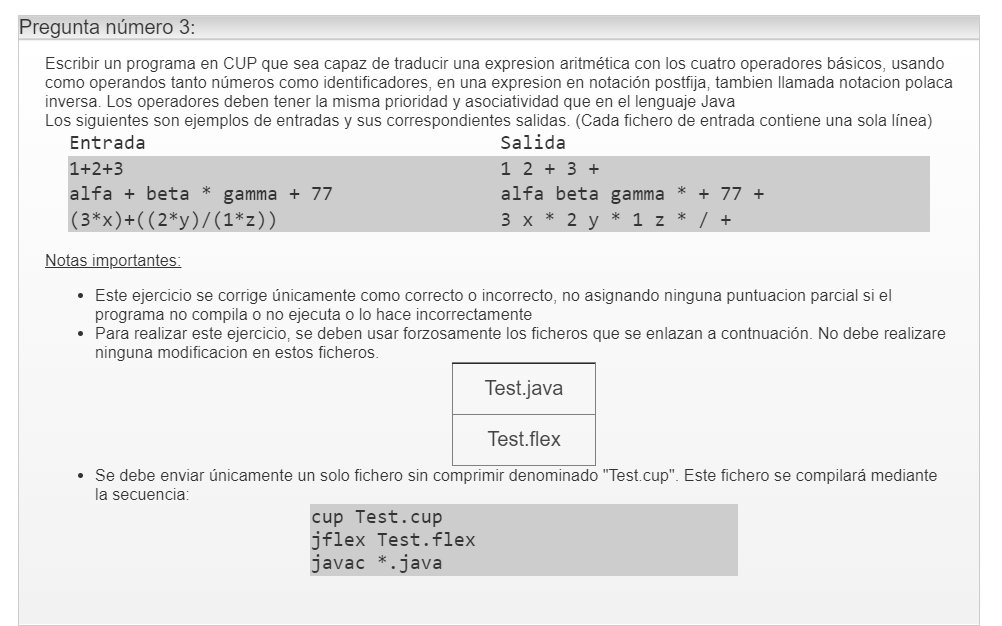 Pregunta número 3:
Escribir un programa en CUP que sea capaz de traducir una expresion aritmética con los cuatro operadores básicos, usando
como operandos tanto números como identificadores, en una expresion en notación postfija, tambien llamada notacion polaca
inversa. Los operadores deben tener la misma prioridad y asociatividad que en el lenguaje Java
Los siguientes son ejemplos de entradas y sus correspondientes salidas. (Cada fichero de entrada contiene una sola línea)
Entrada Salida
1+2+3 1 2 + 3 +
alfa + beta * gamma + 77 alfa beta gamma * + 77 +
(3*x)+((2*y)/(1*z)) 3 x * 2 y * 1 z * / +
Notas importantes:
• Este ejercicio se corrige únicamente como correcto o incorrecto, no asignando ninguna puntuacion parcial si el
programa no compila o no ejecuta o lo hace incorrectamente
• Para realizar este ejercicio, se deben usar forzosamente los ficheros que se enlazan a contnuación. No debe realizare
ninguna modificacion en estos ficheros.
Test.java
Test.flex
• Se debe enviar únicamente un solo fichero sin comprimir denominado "Test.cup". Este fichero se compilará mediante
la secuencia:
cup Test.cup
jflex Test.flex
javac *.java